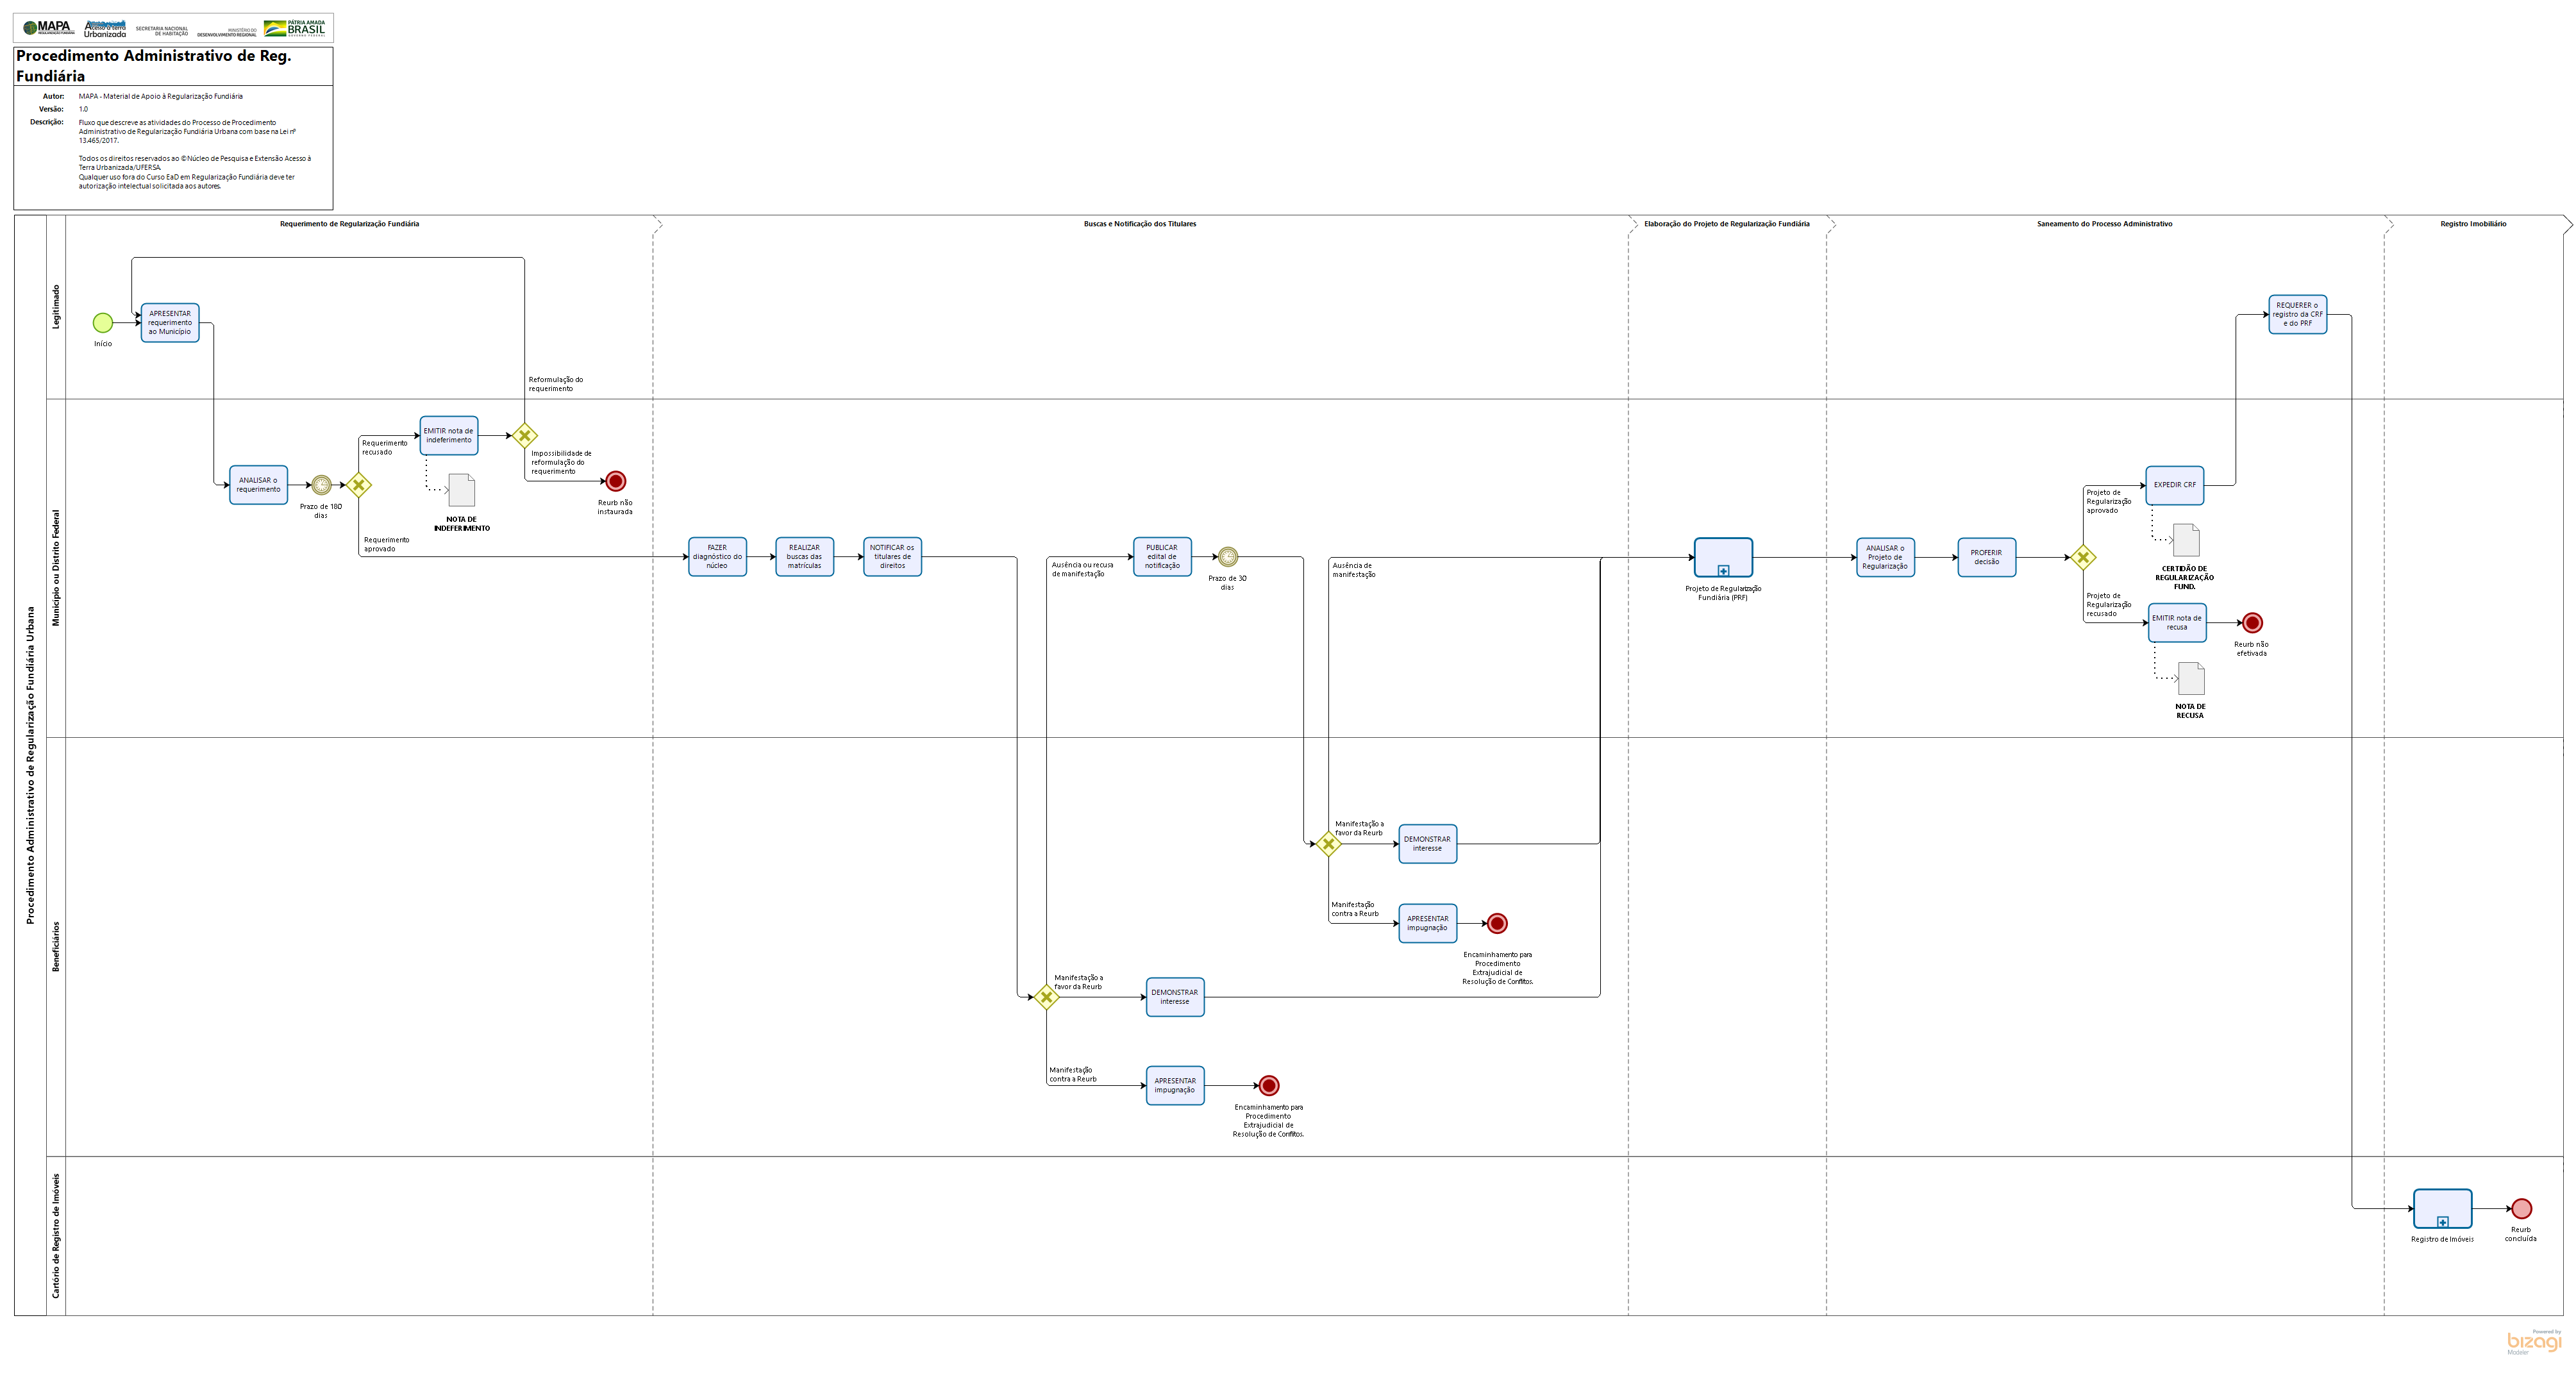 MAPA
REGULARIZAÇÃO FUNDIÁRIA
Urbanizada
SECRETARIA NACIONAL
DE HABITAÇÃO
MINISTÉRIO DO
DESENVOLVIMENTO REGIONAL
PÁTRIA AMADA
BRASIL
GOVERNO FEDERAL
Procedimento Administrativo de Reg.
Fundiária
Autor: MAPA - Material de Apoio à Regularização Fundiária
Versão: 1.0
Descrição: Fluxo que descreve as atividades do Processo de Procedimento
Administrativo de Regularização Fundiária Urbana com base na Lei nº
13.465/2017.
Todos os direitos reservados ao ©Núcleo de Pesquisa e Extensão Acesso à
Terra Urbanizada/UFERSA.
Qualquer uso fora do Curso EaD em Regularização Fundiária deve ter
autorização intelectual solicitada aos autores.
Procedimento Administrativo de Regularização Fundiária Urbana
Requerimento de Regularização Fundiária
Buscas e Notificação dos Titulares
Elaboração do Projeto de Regularização Fundiária
Saneamento do Processo Administrativo
Registro Imobiliário
Legitimado
Início
APRESENTAR
requerimento
ao Município
Reformulação do
requerimento
REQUERER o
registro da CRF
e do PRF
Município ou Distrito Federal
ANALISAR o
requerimento
Prazo de 180
dias
Requerimento
recusado
EMITIR nota de
indeferimento
NOTA DE
INDEFERIMENTO
Impossibilidade de
reformulação do
requerimento
Reurb não
instaurada
Requerimento
aprovado
FAZER
diagnóstico do
núcleo
REALIZAR
buscas das
matrículas
NOTIFICAR os
titulares de
direitos
Ausência ou recusa
de manifestação
PUBLICAR
edital de
notificação
Prazo de 30
dias
Ausência de
manifestação
Projeto de Regularização
Fundiária (PRF)
ANALISAR o
Projeto de
Regularização
PROFERIR
decisão
Projeto de
Regularização
aprovado
EXPEDIR CRF
CERTIDÃO DE
REGULARIZAÇÃO
FUND.
Projeto de
Regularização
recusado
EMITIR nota de
recusa
Reurb não
efetivada
NOTA DE
RECUSA
Beneficiários
Manifestação a
favor da Reurb
DEMONSTRAR
interesse
Manifestação
contra a Reurb
APRESENTAR
impugnação
Encaminhamento para
Procedimento
Extrajudicial de
Resolução de Conflitos.
Manifestação a
favor da Reurb
DEMONSTRAR
interesse
Manifestação
contra a Reurb
APRESENTAR
impugnação
Encaminhamento para
Procedimento
Extrajudicial de
Resolução de Conflitos.
Cartório de Registro de Imóveis
Registro de Imóveis
Reurb
concluída
Powered by
bizagi
Modeler